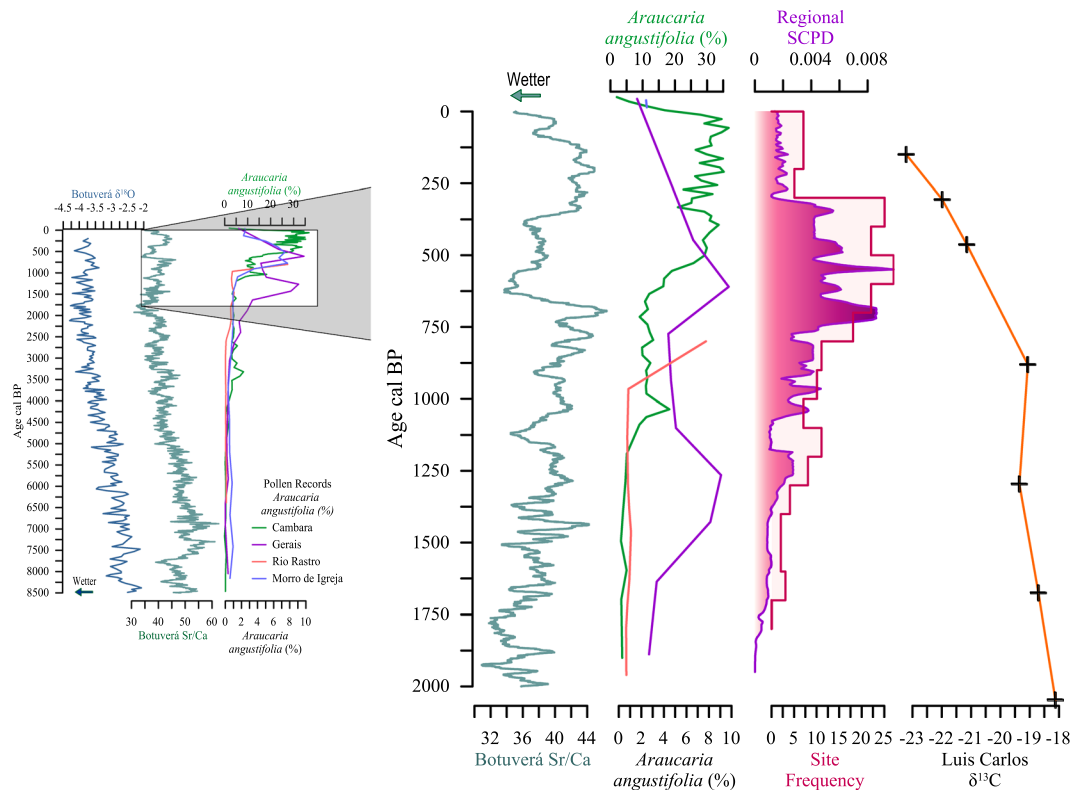 Botuverá δ¹⁸O
-4.5 -4 -3.5 -3 -2.5 -2
Araucaria
angustifolia (%)
0 10 20 30
Age cal BP
0
500
1000
1500
2000
2500
3000
3500
4000
4500
5000
5500
6000
6500
7000
7500
8000
8500
Pollen Records
Araucaria
angustifolia (%)
Cambara
Gerais
Rio Rastro
Morro de Igreja
Wetter
30 40 50 60
Botuverá Sr/Ca
0 2 4 6 8 10
Araucaria
angustifolia (%)
Araucaria
angustifolia (%)
0 10 20 30
Regional
SCPD
0 0.004 0.008
Wetter
Age cal BP
0
250
500
750
1000
1250
1500
1750
2000
32 36 40 44
Botuverá Sr/Ca
0 2 4 6 8 10
Araucaria
angustifolia (%)
0 5 10 15 20 25
Site
Frequency
-23 -22 -21 -20 -19 -18
Luis Carlos
δ¹³C